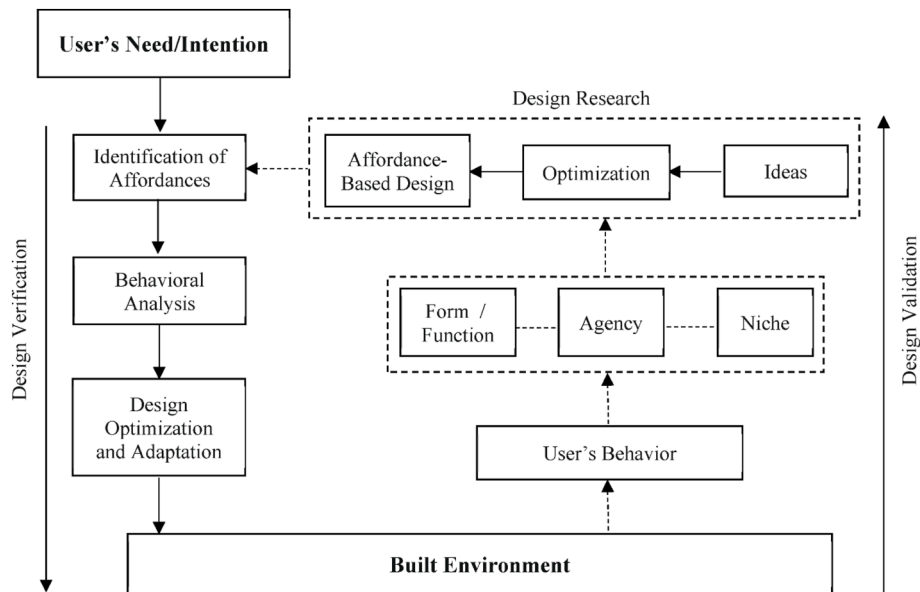 User’s Need/Intention
Design Research
Identification of
Affordances
Affordance-
Based Design
Optimization
Ideas
Design Verification
Design Validation
Behavioral
Analysis
Form /
Function
Agency
Niche
Design
Optimization
and Adaptation
User’s Behavior
Built Environment